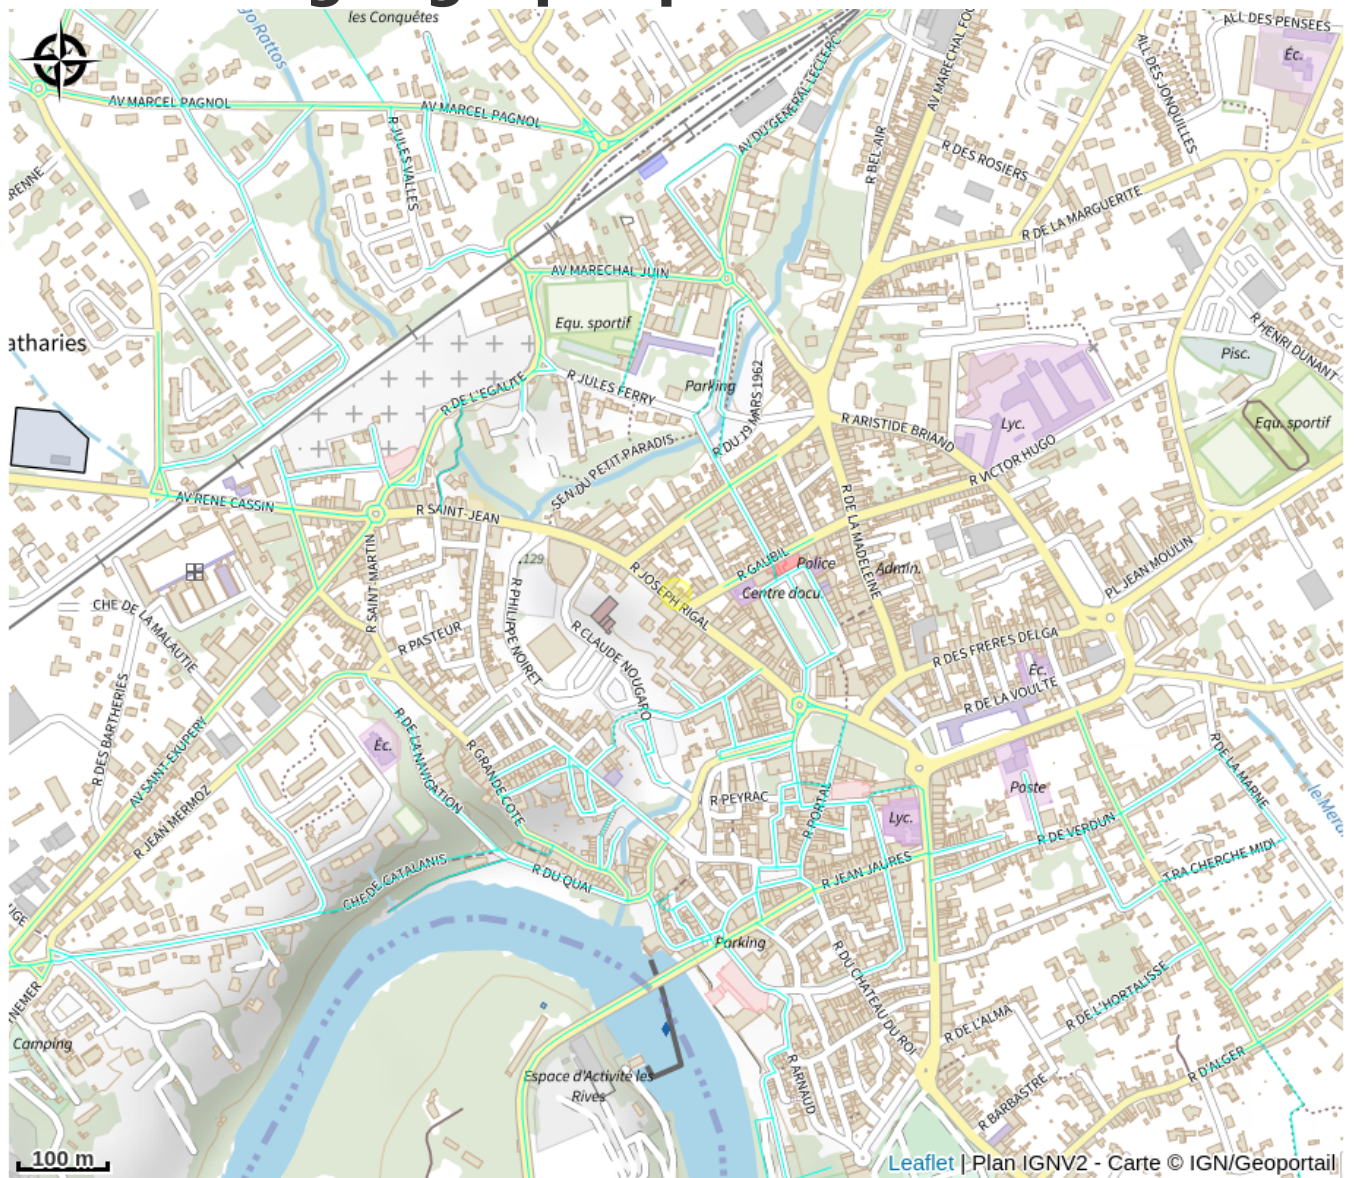 les Conquêtes
ALL DES PENSEES
Éc.
AV MARECHAL FOC
ALL DES JONQUILLES
AV MARCEL PAGNOL
AV MARCEL PAGNOL
R JULES VALLES
AV DU GENERAL LECLERC
R BEL-AIR
R DES ROSIERS
R DE LA MARGUERITE
ARENNE
AV MARECHAL JUIN
Equ. sportif
atharies
R HENRI DUNANT
Pisc.
R JULES FERRY
Parking
R DU 19 MARS 1962
R DE L'EGALITE
R ARISTIDE BRIAND
Lyc.
Equ. sportif
SEN DU PETIT PARADIS
R VICTOR HUGO
AV RENE CASSIN
R SAINT-JEAN
R DE LA MADELEINE
.129
R GAUBIL
Police
Admin.
PL JEAN MOULIN
R JOSEPH RIGAL
Centre docu.
CHE DE LA MALAUTIE
R SAINT-MARTIN
R PASTEUR
R PHILIPPE NOIRET
R CLAUDE NOUGARO
R DES FRERES DELGA
Éc.
R DE LA VOULTE
R DES BARTHERIES
AV SAINT-EXUPERY
Éc.
R DE LA NAVIGATION
R GRANDE COTE
R DE LA MARNE
R JEAN MERMOZ
R PEYRAC
R PORTAL
Poste
Lyc.
le Merd
R DE VERDUN
TRA CHERCHE MIDI
CHE DE CATALANIS
R DU QUAI
R JEAN JAURES
Parking
R DU CHATEAU DU ROI
R DE L'HORTALISSE
R DE L'ALMA
YNEMER
Camping
Espace d'Activité les
Rives
R ARNAUD
R BARBASTRE
R D'ALGER
100 m
Leaflet | Plan IGNV2 - Carte © IGN/Geoportail